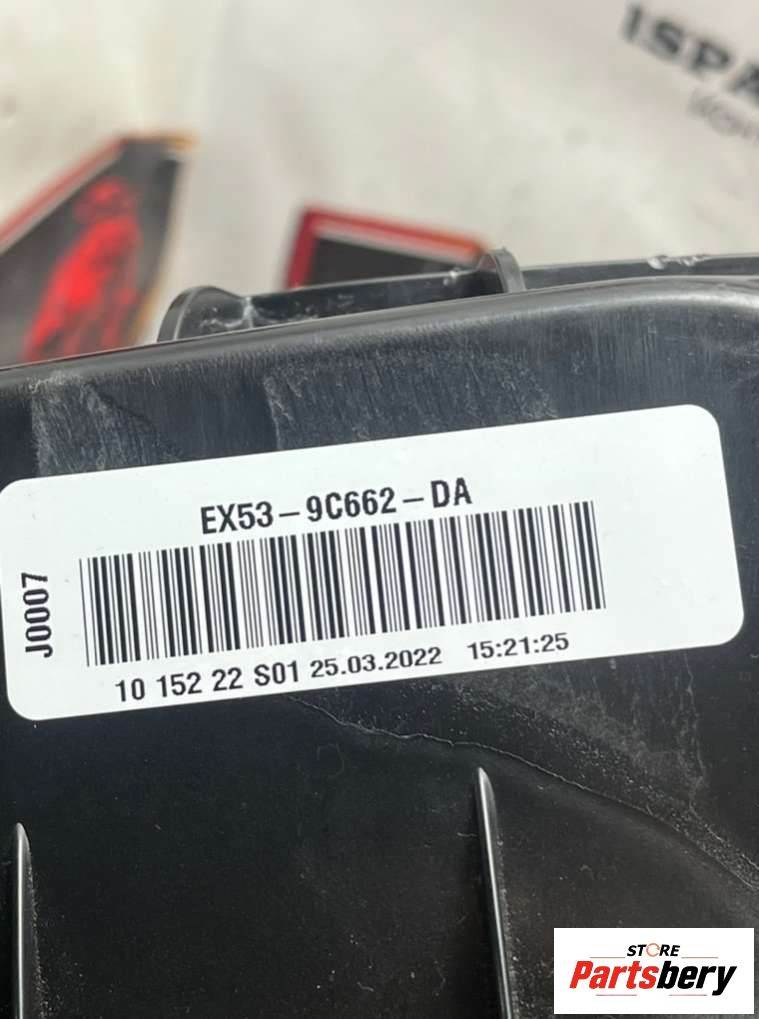 EX53-9C662-DA
J0007
10 152 22 S01 25.03.2022 15:21:25
STORE
Partsbery